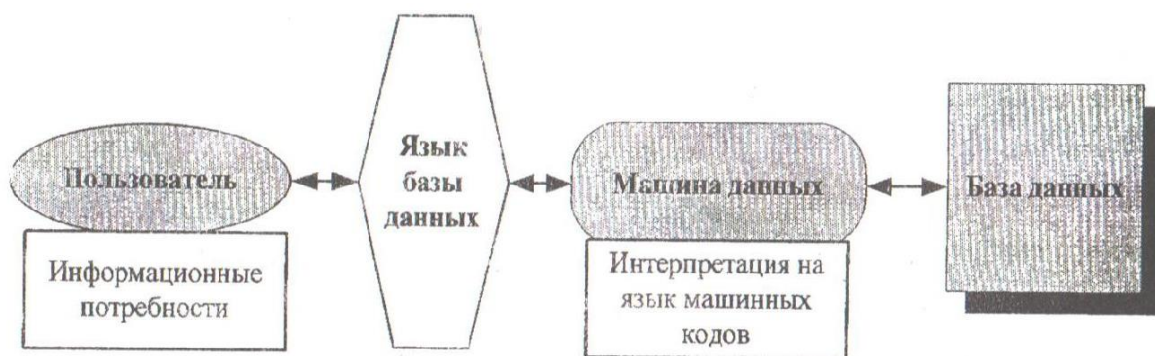 Пользователь
Информационные
потребности
Язык
базы
данных
Машина данных
Интерпретация на
язык машинных
кодов
База данных